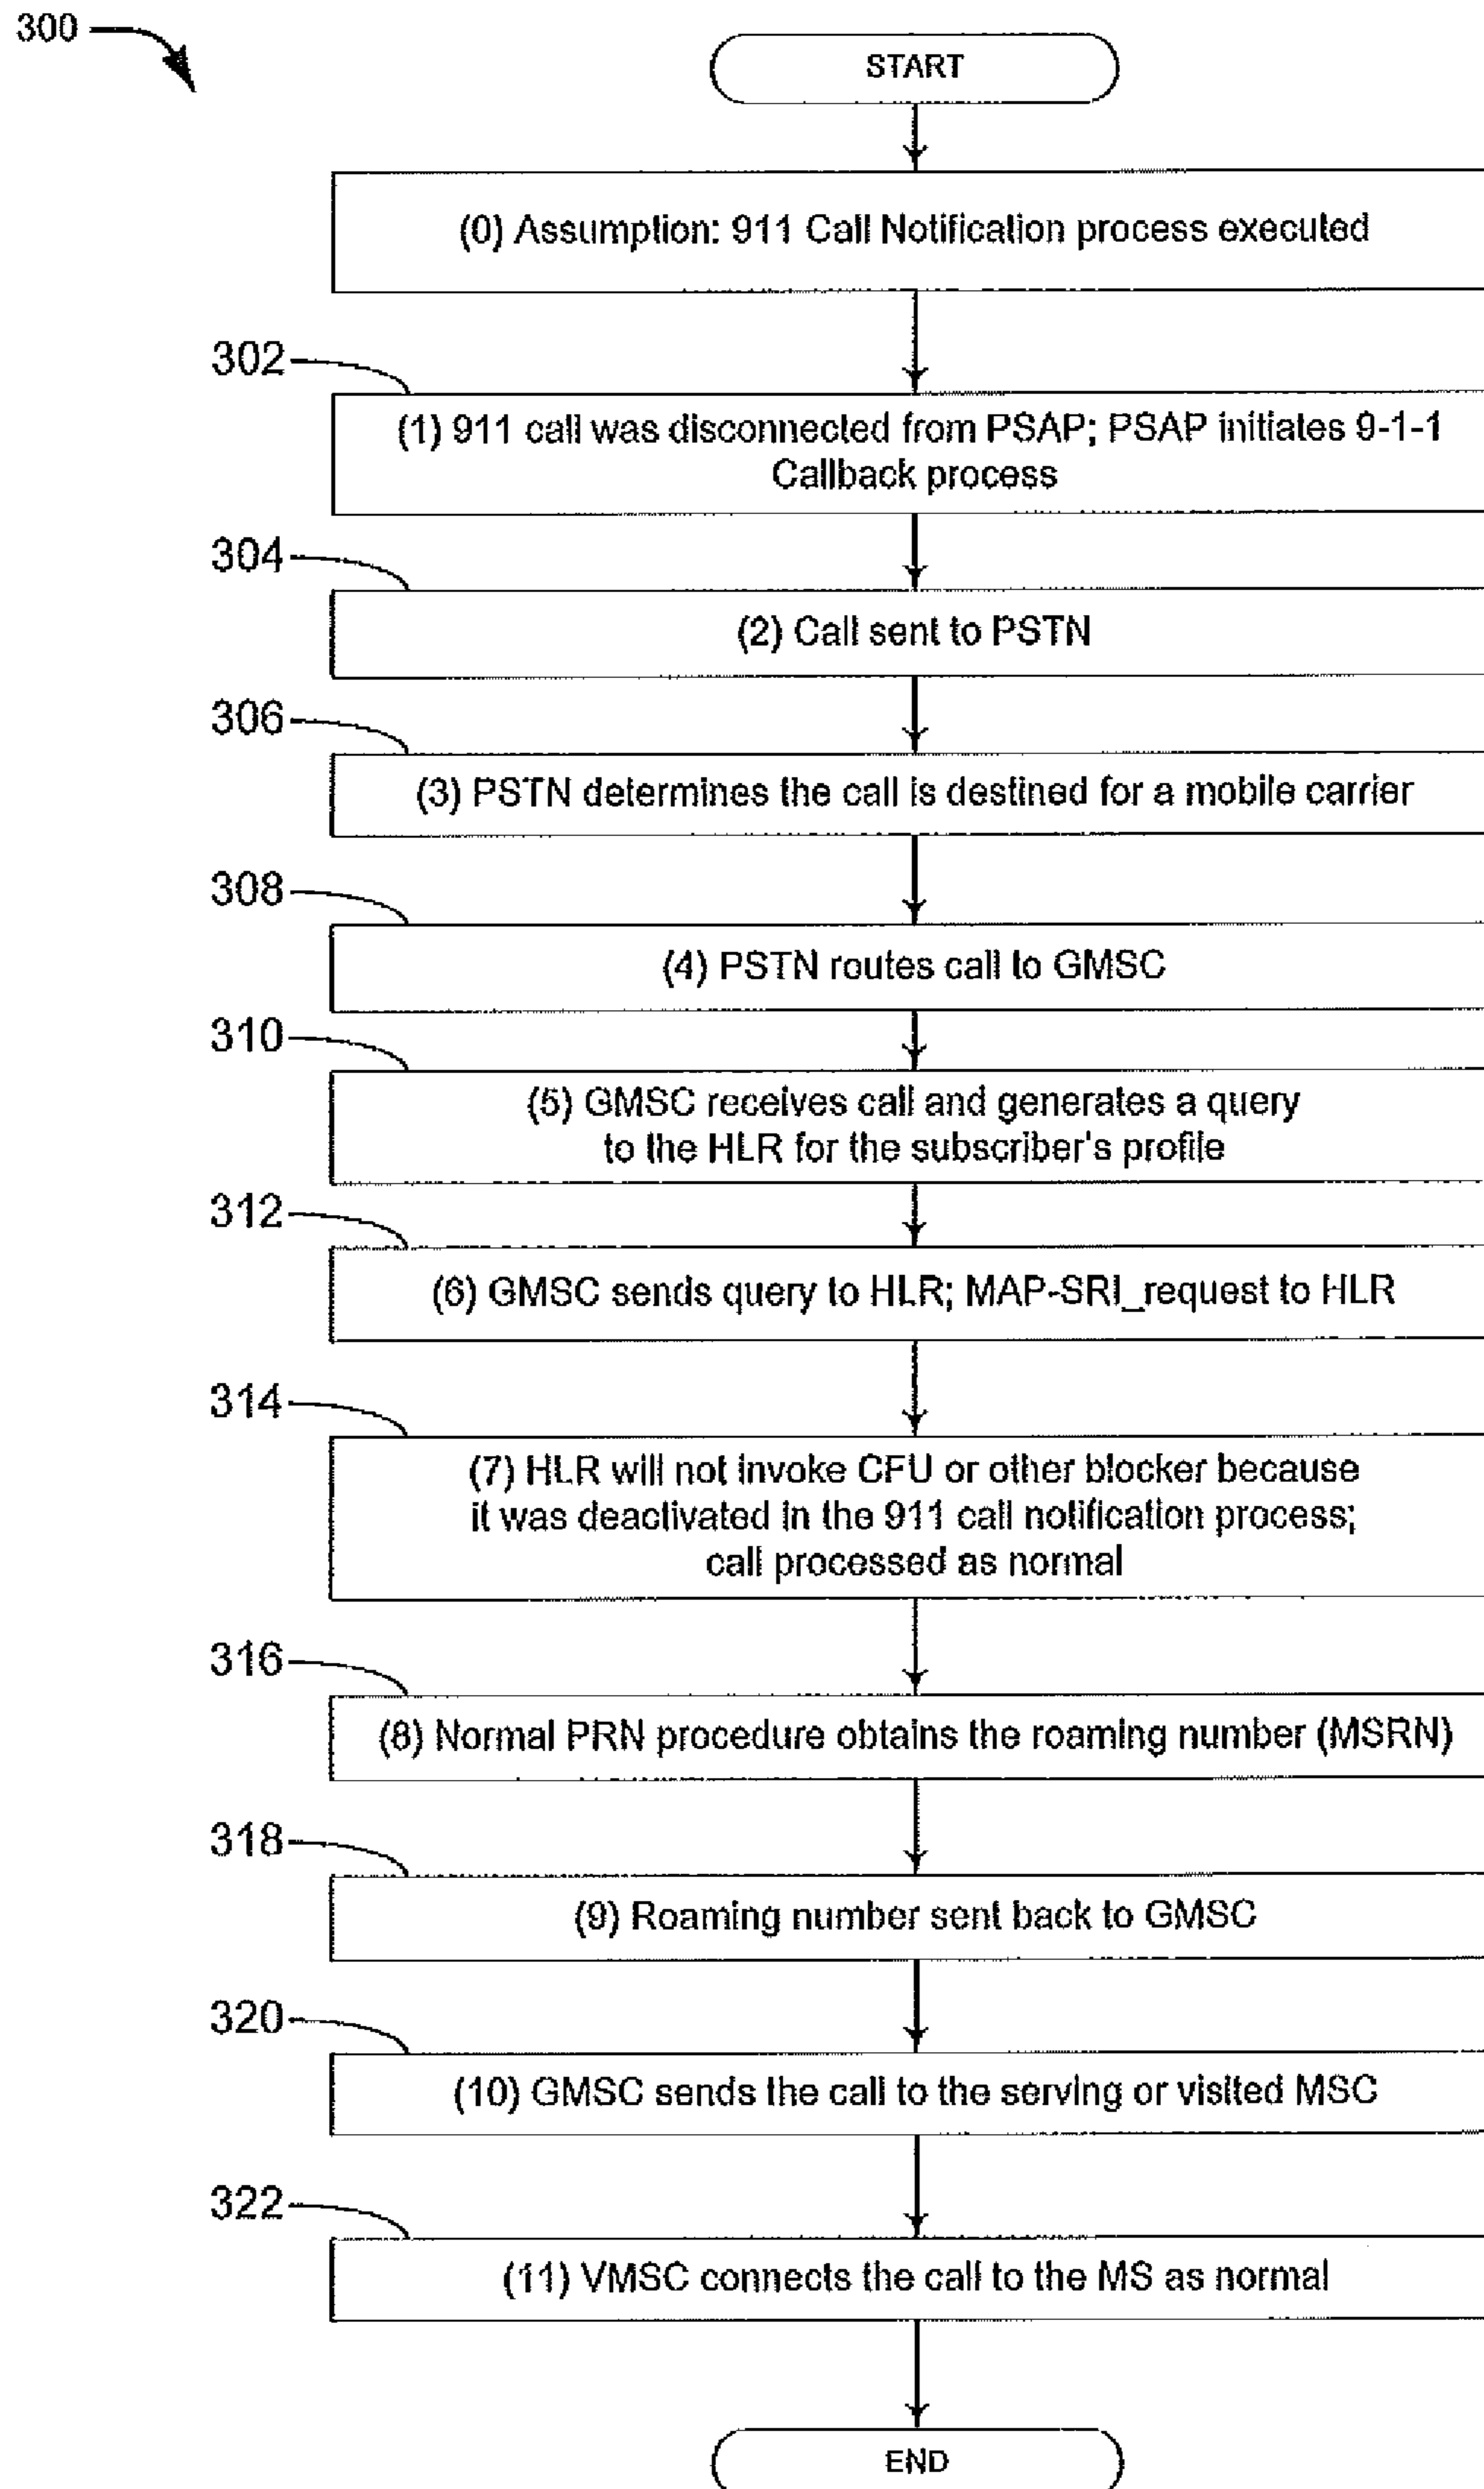 300
START
(0) Assumption: 911 Call Notification process executed
302
(1) 911 call was disconnected from PSAP; PSAP initiates 9-1-1
Callback process
304
(2) Call sent to PSTN
306
(3) PSTN determines the call is destined for a mobile carrier
308
(4) PSTN routes call to GMSC
310
(5) GMSC receives call and generates a query
to the HLR for the subscriber's profile
312
(6) GMSC sends query to HLR; MAP-SRI_request to HLR
314
(7) HLR will not invoke CFU or other blocker because
it was deactivated in the 911 call notification process;
call processed as normal
316
(8) Normal PRN procedure obtains the roaming number (MSRN)
318
(9) Roaming number sent back to GMSC
320
(10) GMSC sends the call to the serving or visited MSC
322
(11) VMSC connects the call to the MS as normal
END